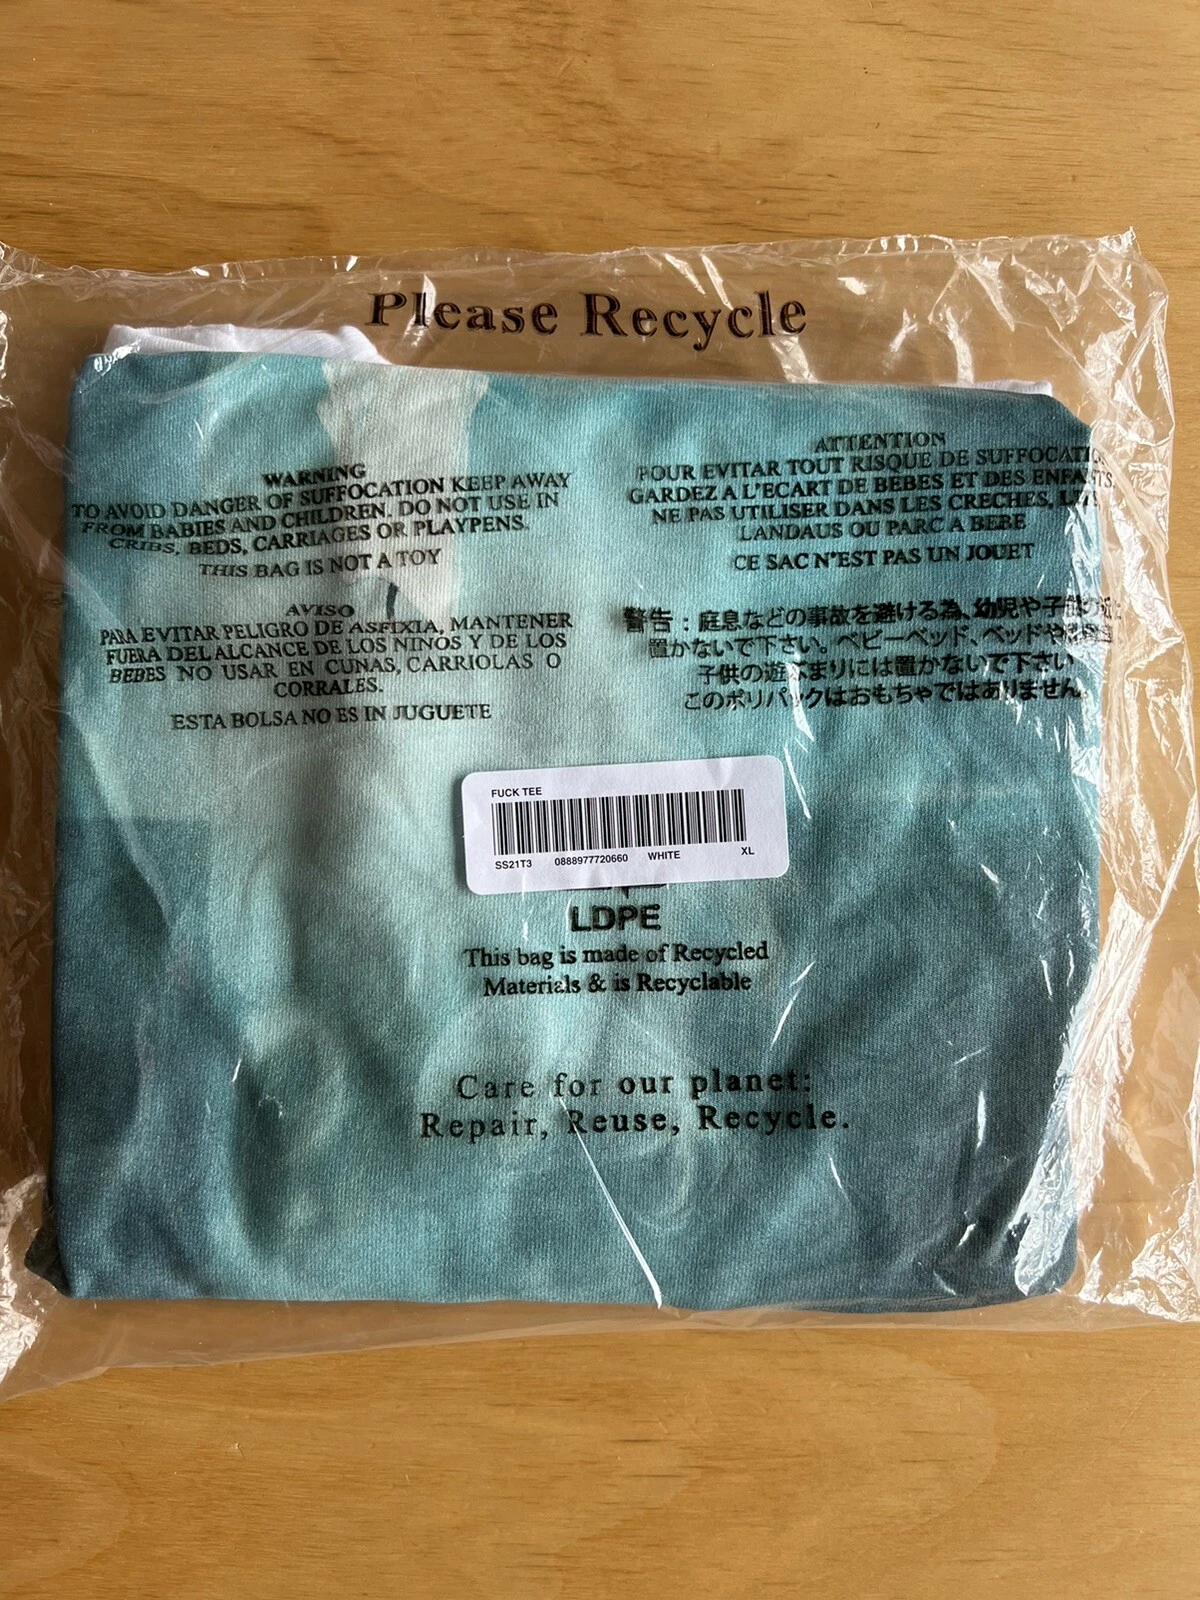 Please Recycle
WARNING
TO AVOID DANGER OF SUFFOCATION KEEP AWAY
FROM BABIES AND CHILDREN. DO NOT USE IN
CRIBS, BEDS, CARRIAGES OR PLAYPENS.
THIS BAG IS NOT A TOY
AVISO
PARA EVITAR PELIGRO DE ASFIXIA, MANTENER
FUERA DEL ALCANCE DE LOS NINOS Y DE LOS
BEBES NO USAR EN CUNAS, CARRIOLAS O
CORRALES.
ESTA BOLSA NO ES IN JUGUETE
ATTENTION
POUR EVITAR TOUT RISQUE DE
GARDEZ A L'ECART DE BEBES ET DES ENFANTS,
NE PAS UTILISER DANS LES CRECHES,
LANDAUS OU PARC A BEBE
CE SAC N'EST PAS UN JOUET
警告：庭息などの事故を避ける為、幼児や子供の
置かないで下さい。ベビーベッド、ベッドや
子供の遊ぶまりには置かないで下さい
このポリパックはおもちゃではありません。
FUCK TEE
SS21T3 0888977720660 WHITE XL
LDPE
This bag is made of Recycled
Materials & is Recyclable
Care for our planet:
Repair, Reuse, Recycle.